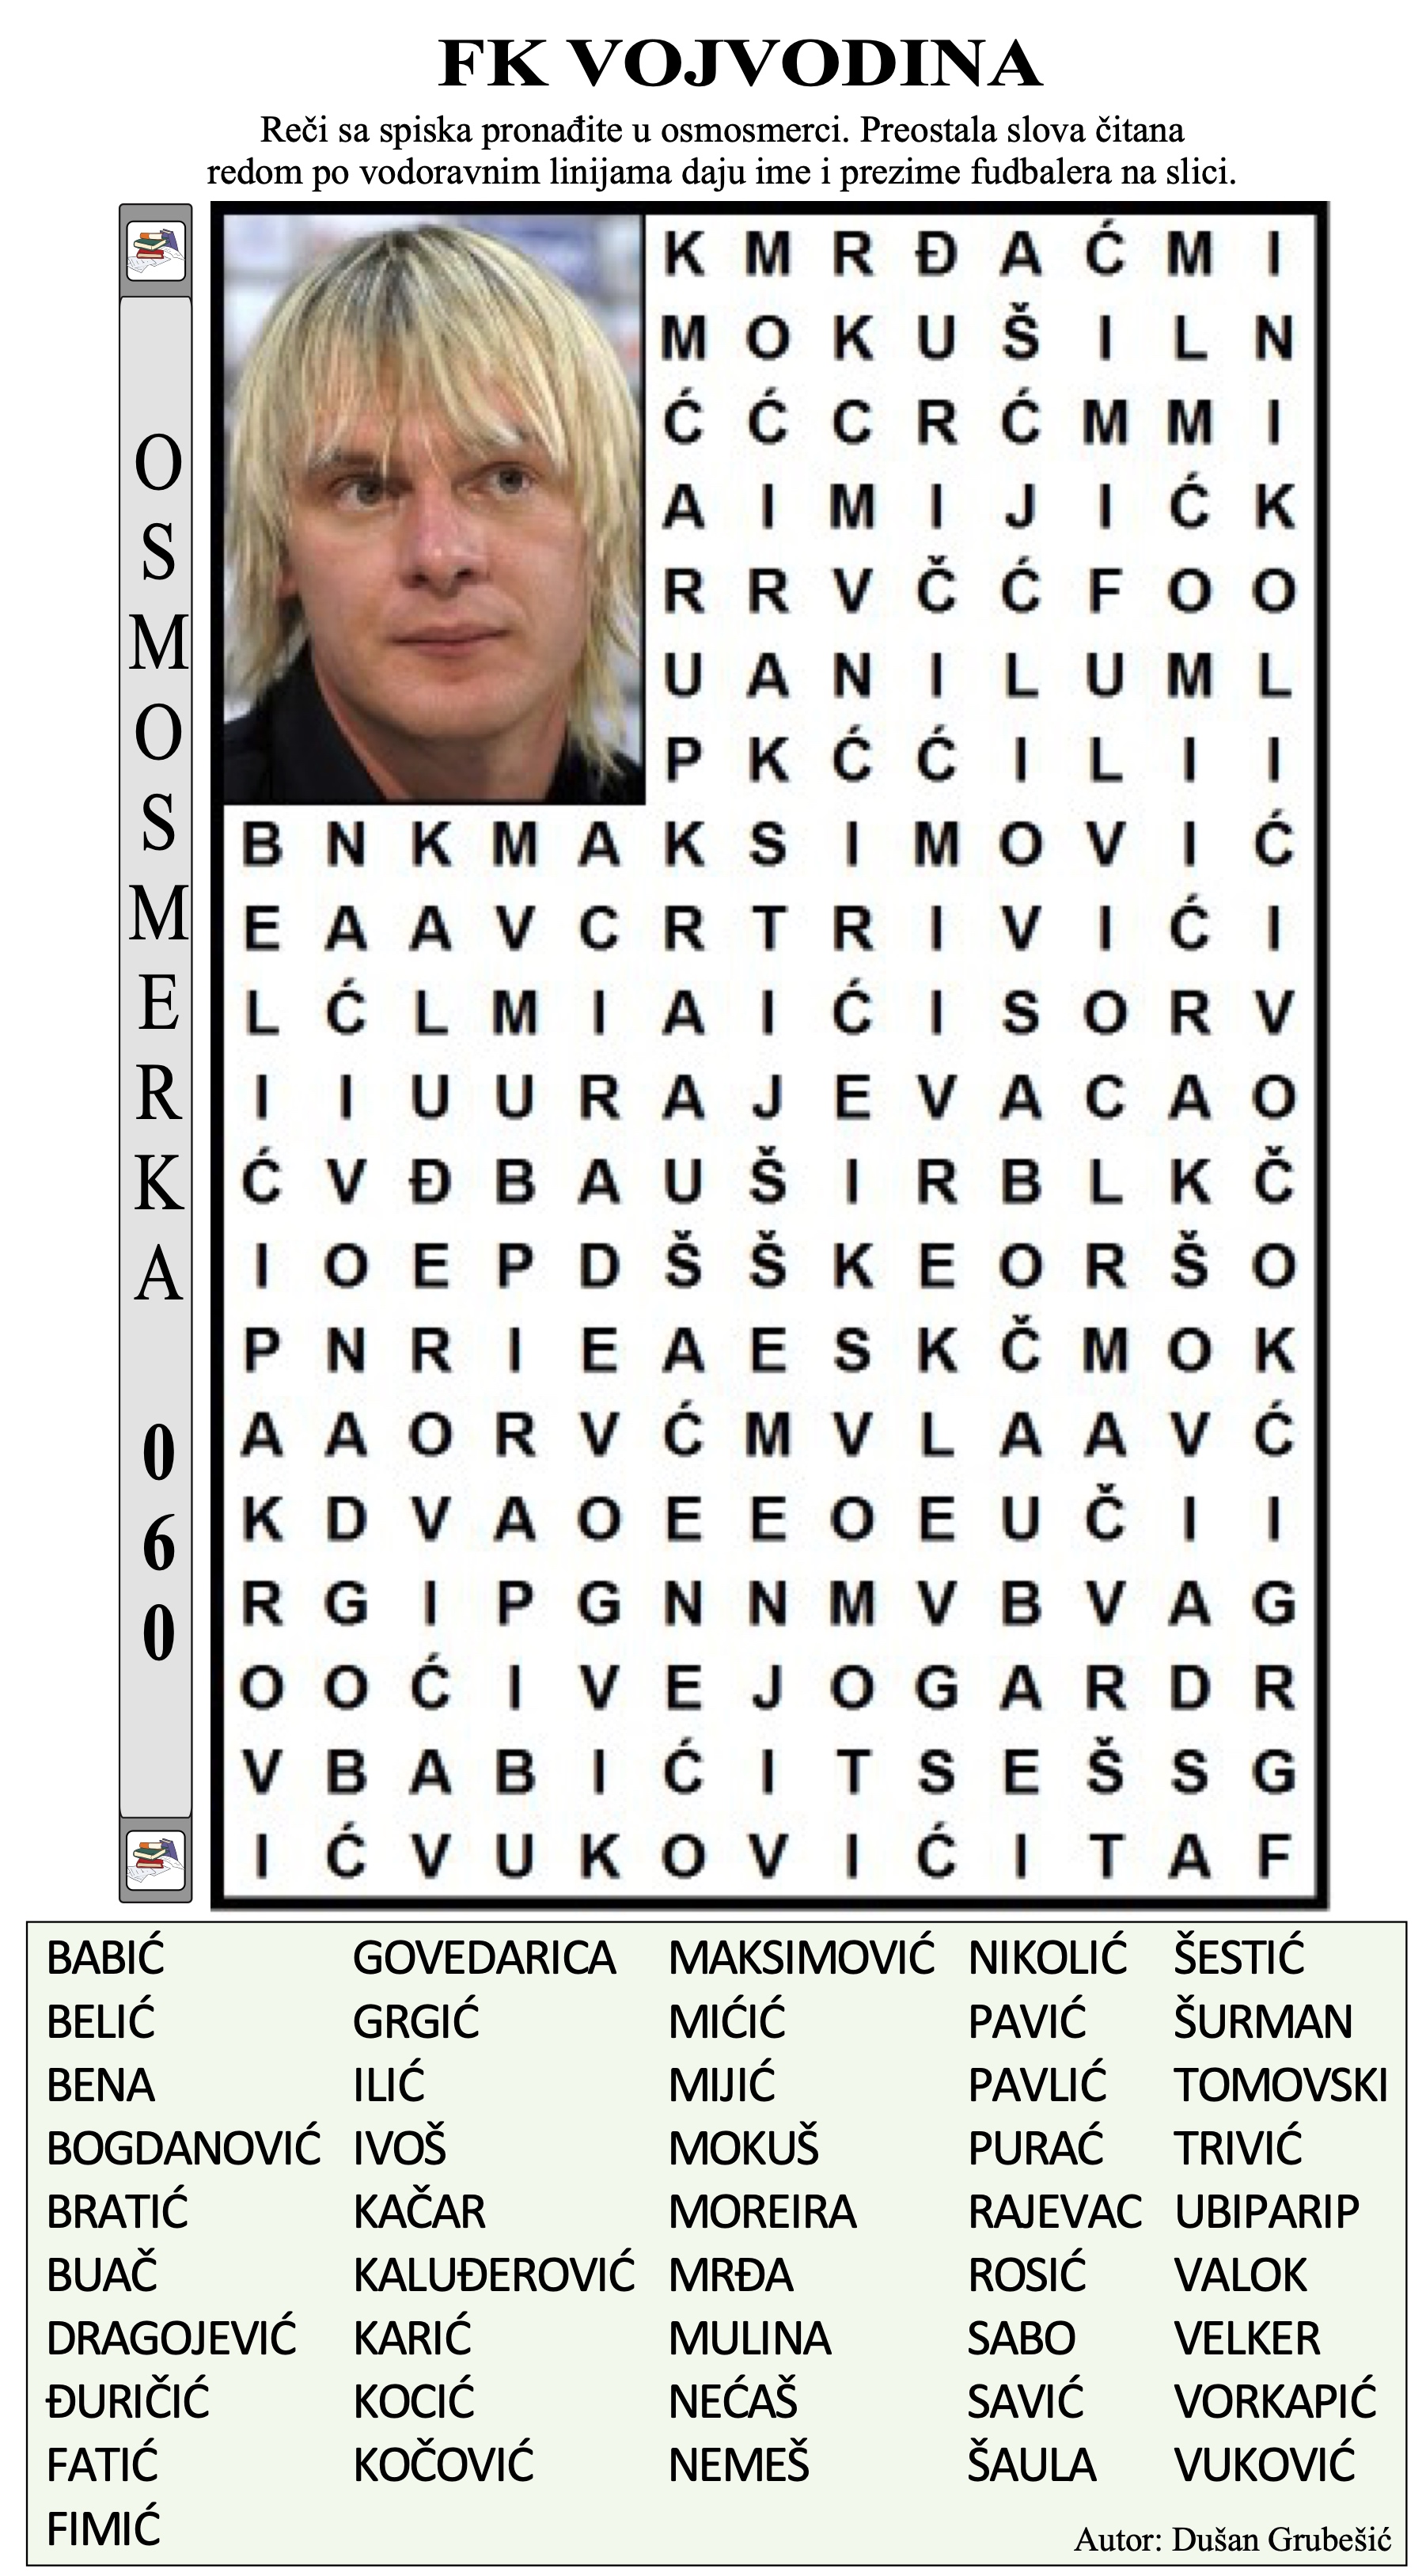 FK VOJVODINA
Reči sa spiska pronađite u osmosmerci. Preostala slova čitana
redom po vodoravnim linijama daju ime i prezime fudbalera na slici.
OSMOSMERKA 060
K M R Đ A Ć M I
M O K U Š I L N
Ć Ć C R Ć M M I
A I M I J I Ć K
R R V Č Ć F O O
U A N I L U M L
P K Ć Ć I L I I
B N K M A K S I M O V I Ć
E A A V C R T R I V I Ć I
L Ć L M I A I Ć I S O R V
I I U U R A J E V A C A O
Ć V Đ B A U Š I R B L K Č
I O E P D Š Š K E O R Š O
P N R I E A E S K Č M O K
A A O R V Ć M V L A A V Ć
K D V A O E E O E U Č I I
R G I P G N N M V B V A G
O O Ć I V E J O G A R D R
V B A B I Ć I T S E Š S G
I Ć V U K O V I Ć I T A F
BABIĆ GOVEDARICA MAKSIMOVIĆ NIKOLIĆ ŠESTIĆ
BELIĆ GRGIĆ MIĆIĆ PAVIĆ ŠURMAN
BENA ILIĆ MIJIĆ PAVLIĆ TOMOVSKI
BOGDANOVIĆ IVOŠ MOKUŠ PURAĆ TRIVIĆ
BRATIĆ KAČAR MOREIRA RAJEVAC UBIPARIP
BUAČ KALUĐEROVIĆ MRĐA ROSIĆ VALOK
DRAGOJEVIĆ KARIĆ MULINA SABO VELKER
ĐURIČIĆ KOCIĆ NEĆAŠ SAVIĆ VORKAPIĆ
FATIĆ KOČOVIĆ NEMEŠ ŠAULA VUKOVIĆ
FIMIĆ
Autor: Dušan Grubešić